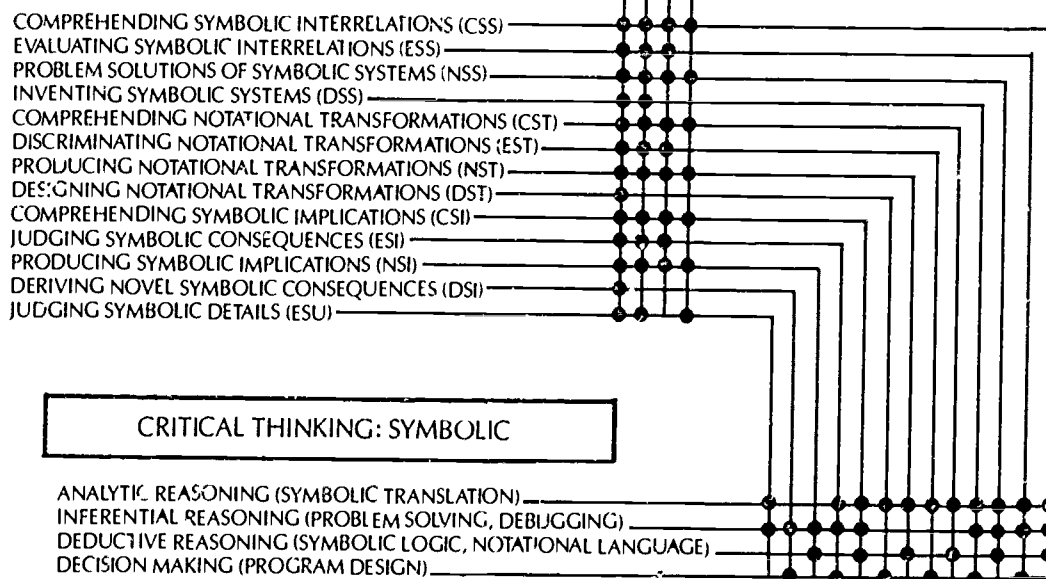 COMPREHENDING SYMBOLIC INTERRELATIONS (CSS)
EVALUATING SYMBOLIC INTERRELATIONS (ESS)
PROBLEM SOLUTIONS OF SYMBOLIC SYSTEMS (NSS)
INVENTING SYMBOLIC SYSTEMS (DSS)
COMPREHENDING NOTATIONAL TRANSFORMATIONS (CST)
DISCRIMINATING NOTATIONAL TRANSFORMATIONS (EST)
PRODUCING NOTATIONAL TRANSFORMATIONS (NST)
DESIGNING NOTATIONAL TRANSFORMATIONS (DST)
COMPREHENDING SYMBOLIC IMPLICATIONS (CSI)
JUDGING SYMBOLIC CONSEQUENCES (ESI)
PRODUCING SYMBOLIC IMPLICATIONS (NSI)
DERIVING NOVEL SYMBOLIC CONSEQUENCES (DSI)
JUDGING SYMBOLIC DETAILS (ESU)
CRITICAL THINKING: SYMBOLIC
ANALYTIC REASONING (SYMBOLIC TRANSLATION)
INFERENTIAL REASONING (PROBLEM SOLVING, DEBUGGING)
DEDUCTIVE REASONING (SYMBOLIC LOGIC, NOTATIONAL LANGUAGE)
DECISION MAKING (PROGRAM DESIGN)